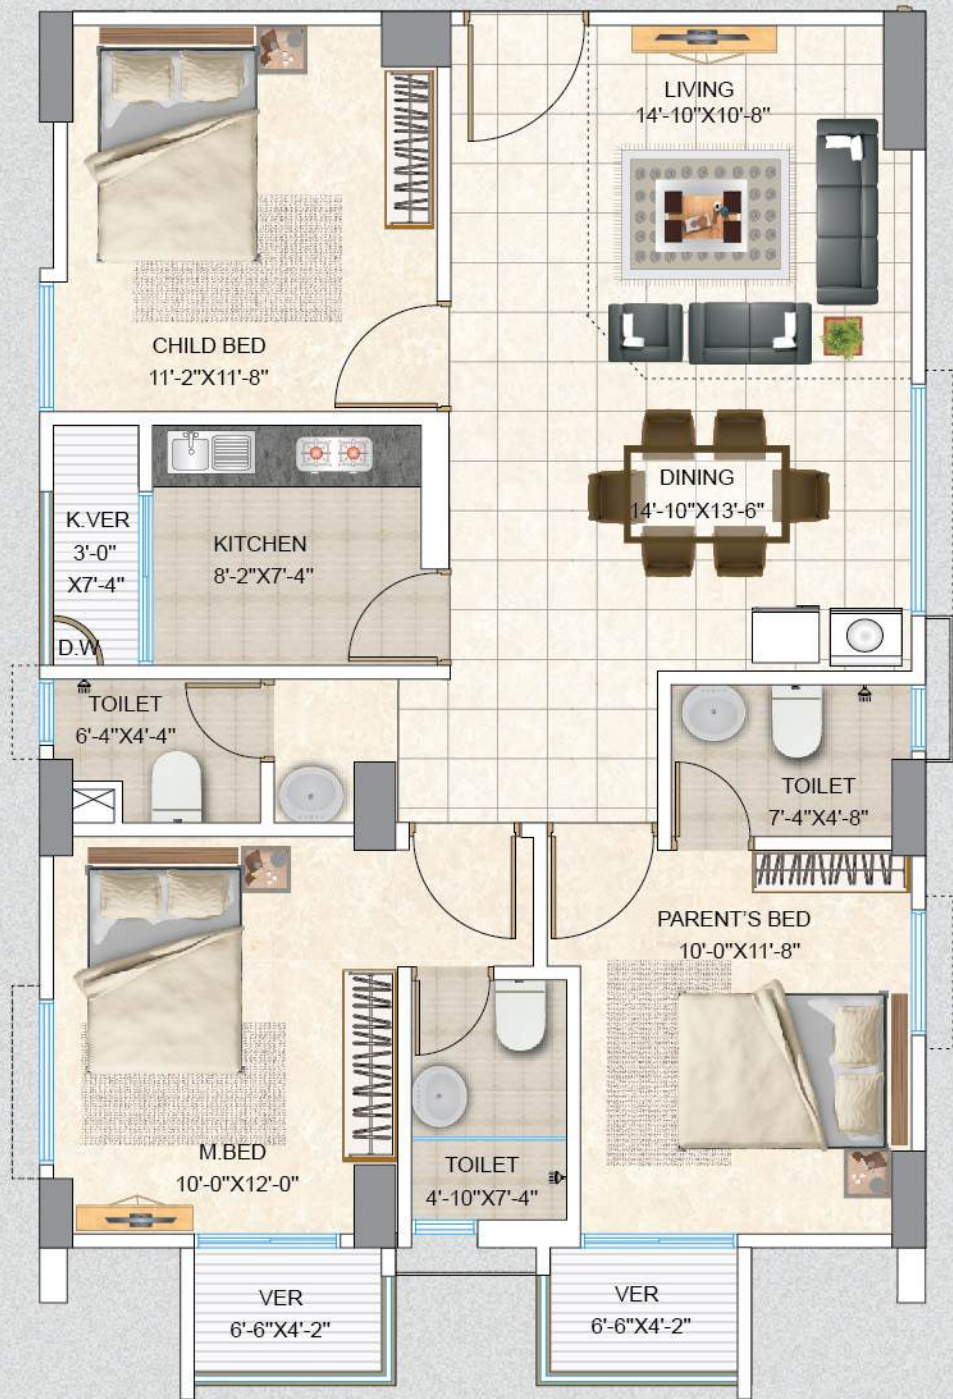 LIVING
14'-10"X10'-8"
CHILD BED
11'-2"X11'-8"
DINING
14'-10"X13'-6"
K.VER
3'-0"
X7'-4"
KITCHEN
8'-2"X7'-4"
D.W
TOILET
6'-4"X4'-4"
TOILET
7'-4"X4'-8"
PARENT'S BED
10'-0"X11'-8"
M.BED
10'-0"X12'-0"
TOILET
4'-10"X7'-4"
VER
6'-6"X4'-2"
VER
6'-6"X4'-2"